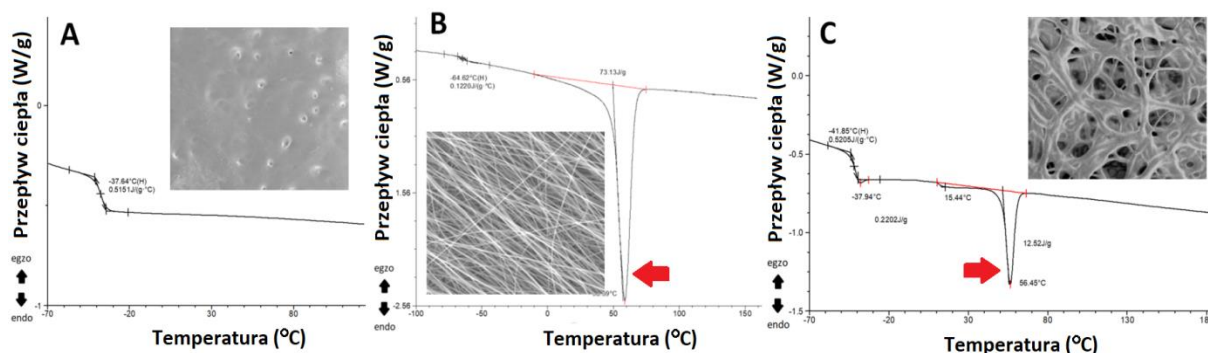 A
Przepływ ciepła (W/g)
0
-1
egzo
endo
-37.64°C(H)
0.5151J/(g·°C)
-70
-20
30
80
Temperatura (°C)
B
Przepływ ciepła (W/g)
0.56
1.56
-2.56
egzo
endo
-64.62°C(H)
0.1220J/(g·°C)
73.13J/g
-100
-50
0
50
100
150
Temperatura (°C)
C
Przepływ ciepła (W/g)
0.0
-0.5
-1.0
-1.5
egzo
endo
-41.85°C(H)
0.5205J/(g·°C)
-37.94°C
0.2202J/g
15.44°C
12.52J/g
56.45°C
-70
-20
30
80
130
180
Temperatura (°C)